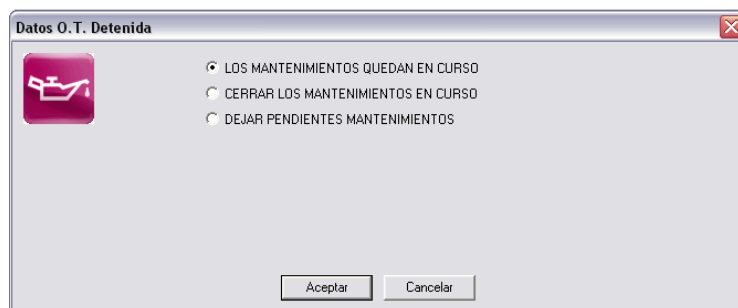 Datos O.T. Detenida
LOS MANTENIMIENTOS QUEDAN EN CURSO
CERRAR LOS MANTENIMIENTOS EN CURSO
DEJAR PENDIENTES MANTENIMIENTOS
Aceptar Cancelar